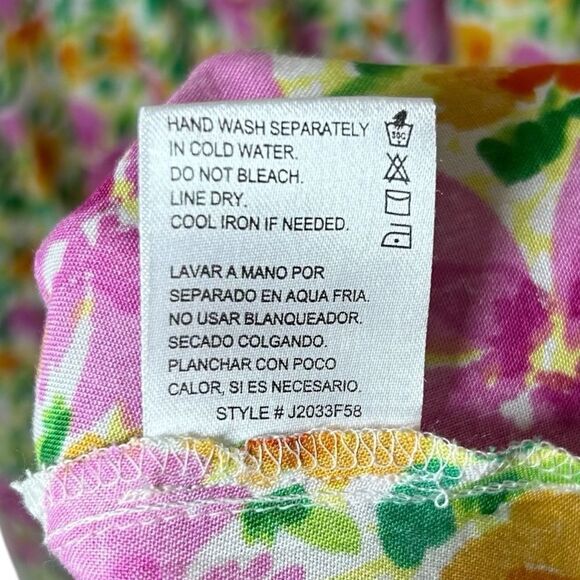 HAND WASH SEPARATELY
IN COLD WATER.
DO NOT BLEACH.
LINE DRY.
COOL IRON IF NEEDED.
LAVAR A MANO POR
SEPARADO EN AQUA FRIA.
NO USAR BLANQUEADOR.
SECADO COLGANDO.
PLANCHAR CON POCO
CALOR, SI ES NECESARIO.
STYLE # J2033F58